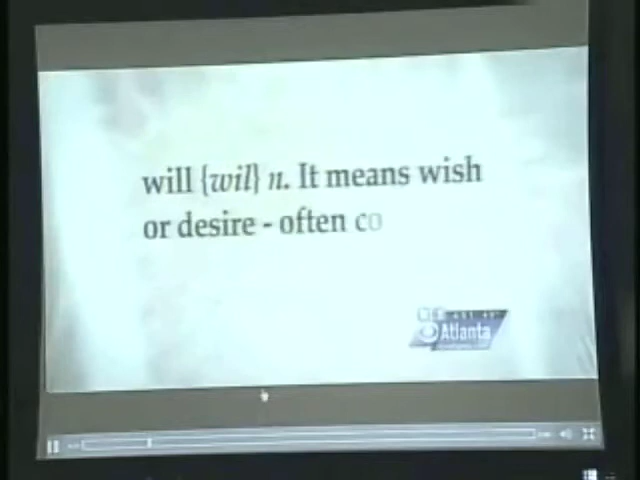 will {wil} n. It means wish
or desire - often co
Atlanta